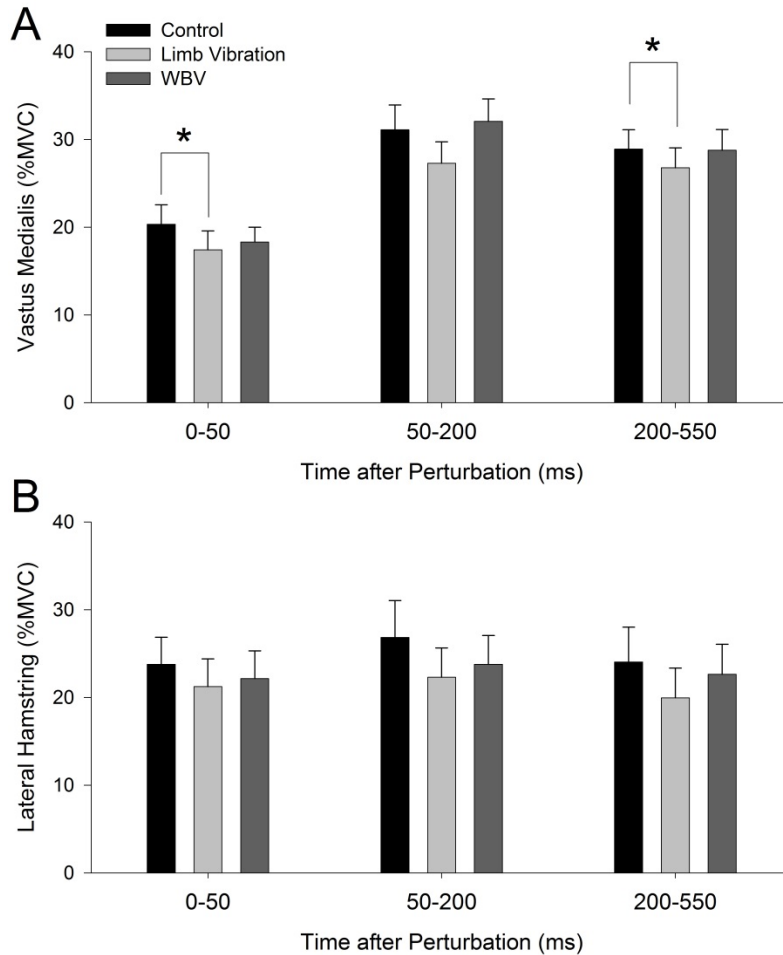 A
Control
Limb Vibration
WBV
*
*
Vastus Medialis (%MVC)
40
30
20
10
0
0-50 50-200 200-550
Time after Perturbation (ms)
B
Lateral Hamstring (%MVC)
40
30
20
10
0
0-50 50-200 200-550
Time after Perturbation (ms)